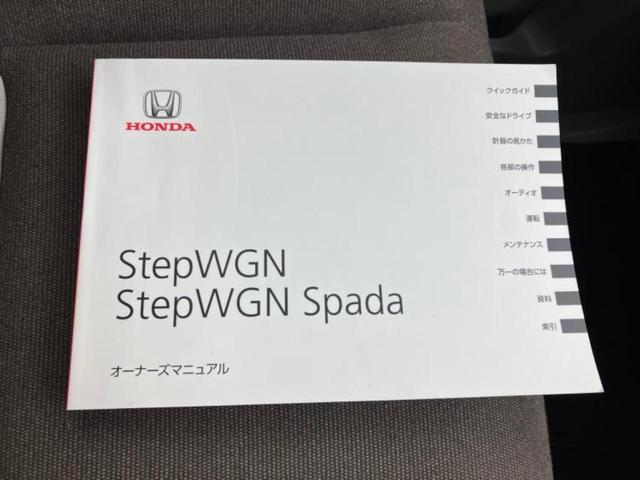 HONDA
StepWGN
StepWGN Spada
オーナーズマニュアル
クイックガイド
安全なドライブ
計器の見かた
各部の操作
オーディオ
運転
メンテナンス
万一の場合には
資料
索引